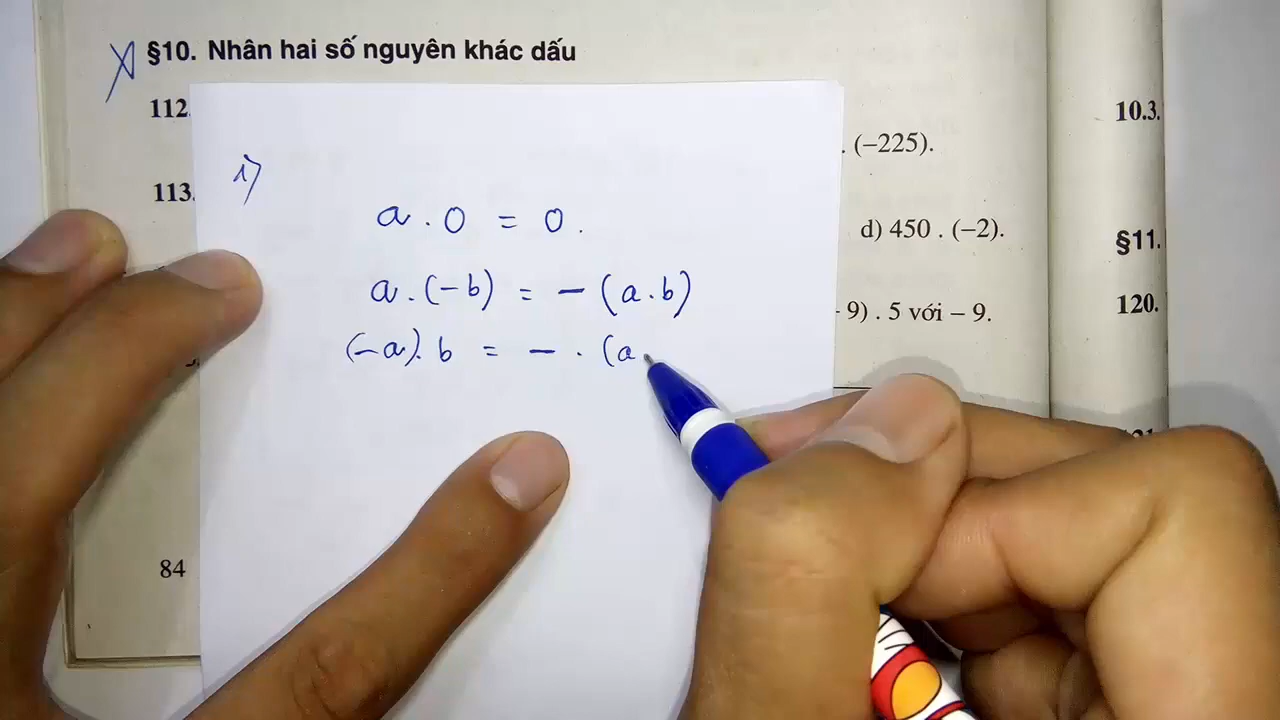 §10. Nhân hai số nguyên khác dấu
112.
113.
. (−225).
d) 450 . (−2).
9) . 5 với − 9.
84
10.3.
§11.
120.
1)
a . 0 = 0 .
a . (−b) = − (a . b)
(−a) . b = − . (a .